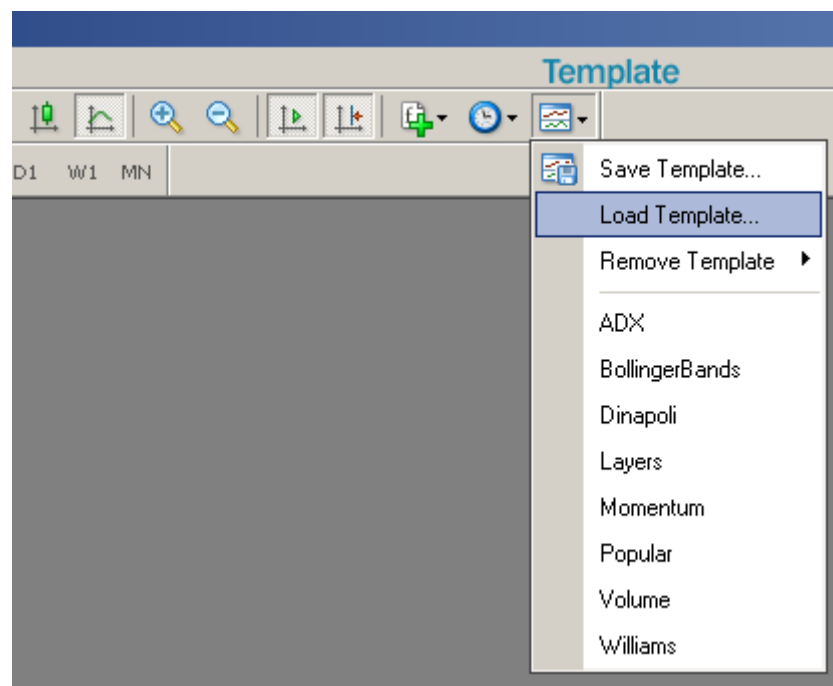 Template
D1 W1 MN
Save Template...
Load Template...
Remove Template
ADX
BollingerBands
Dinapoli
Layers
Momentum
Popular
Volume
Williams